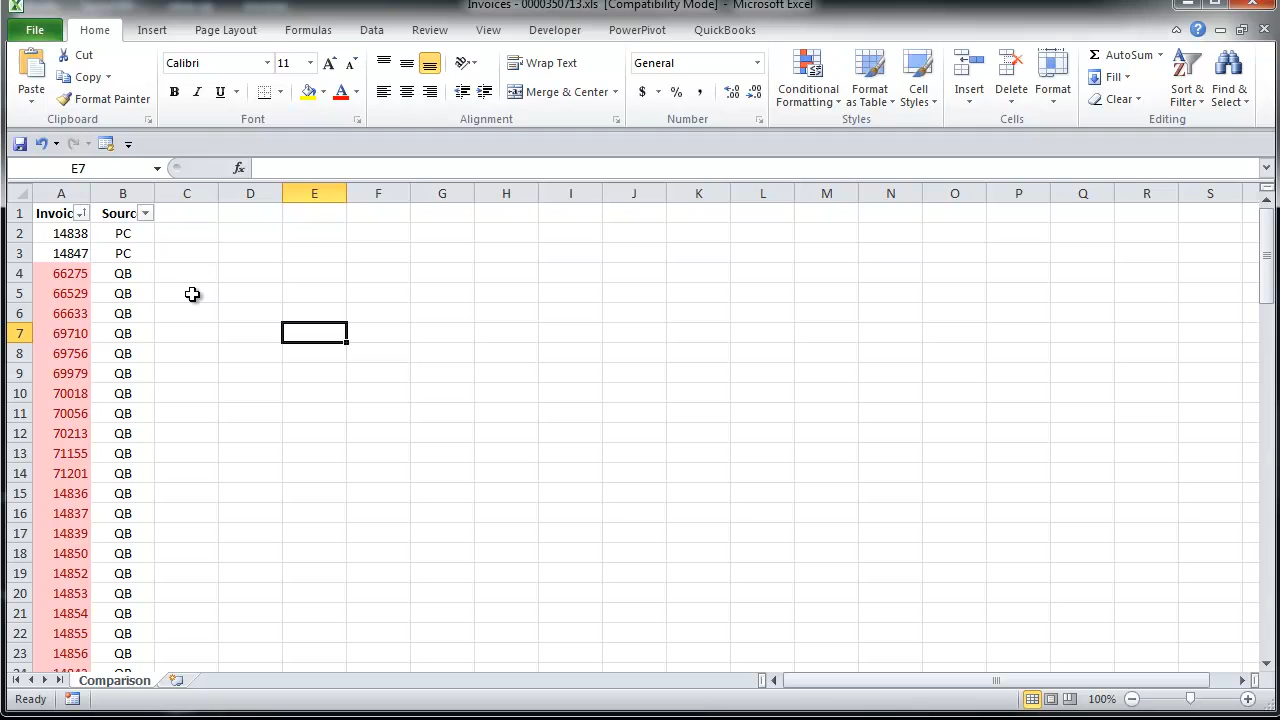 Invoices - 0000350713.xls [Compatibility Mode] - Microsoft Excel
File Home Insert Page Layout Formulas Data Review View Developer PowerPivot QuickBooks
Paste Cut Copy Format Painter Clipboard
Calibri 11 B I U A Font
Wrap Text Merge & Center Alignment
General $ % , Number
Conditional Formatting Format as Table Cell Styles Styles
Insert Delete Format Cells
Σ AutoSum Fill Clear Sort & Filter Find & Select Editing
E7 fx
A B C D E F G H I J K L M N O P Q R S
1 Invoic Sourc
2 14838 PC
3 14847 PC
4 66275 QB
5 66529 QB
6 66633 QB
7 69710 QB
8 69756 QB
9 69979 QB
10 70018 QB
11 70056 QB
12 70213 QB
13 71155 QB
14 71201 QB
15 14836 QB
16 14837 QB
17 14839 QB
18 14850 QB
19 14852 QB
20 14853 QB
21 14854 QB
22 14855 QB
23 14856 QB
Comparison
Ready 100%